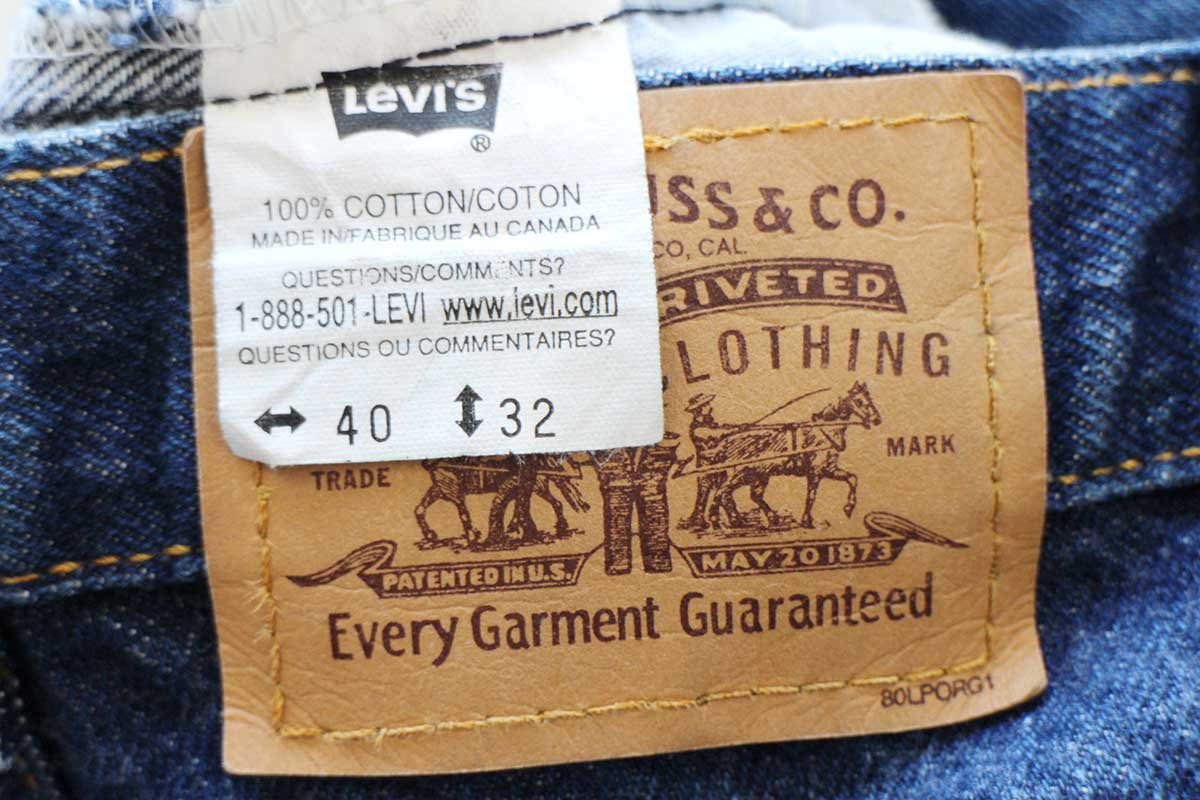 LEVI'S
®
100% COTTON/COTON
MADE IN/FABRIQUE AU CANADA
QUESTIONS/COMMENTS?
1-888-501-LEVI www.levi.com
QUESTIONS OU COMMENTAIRES?
40 32
USS & CO.
CO, CAL.
RIVETED
LOTHING
TRADE MARK
PATENTED IN U.S. MAY 20 1873
Every Garment Guaranteed
80LPORG1